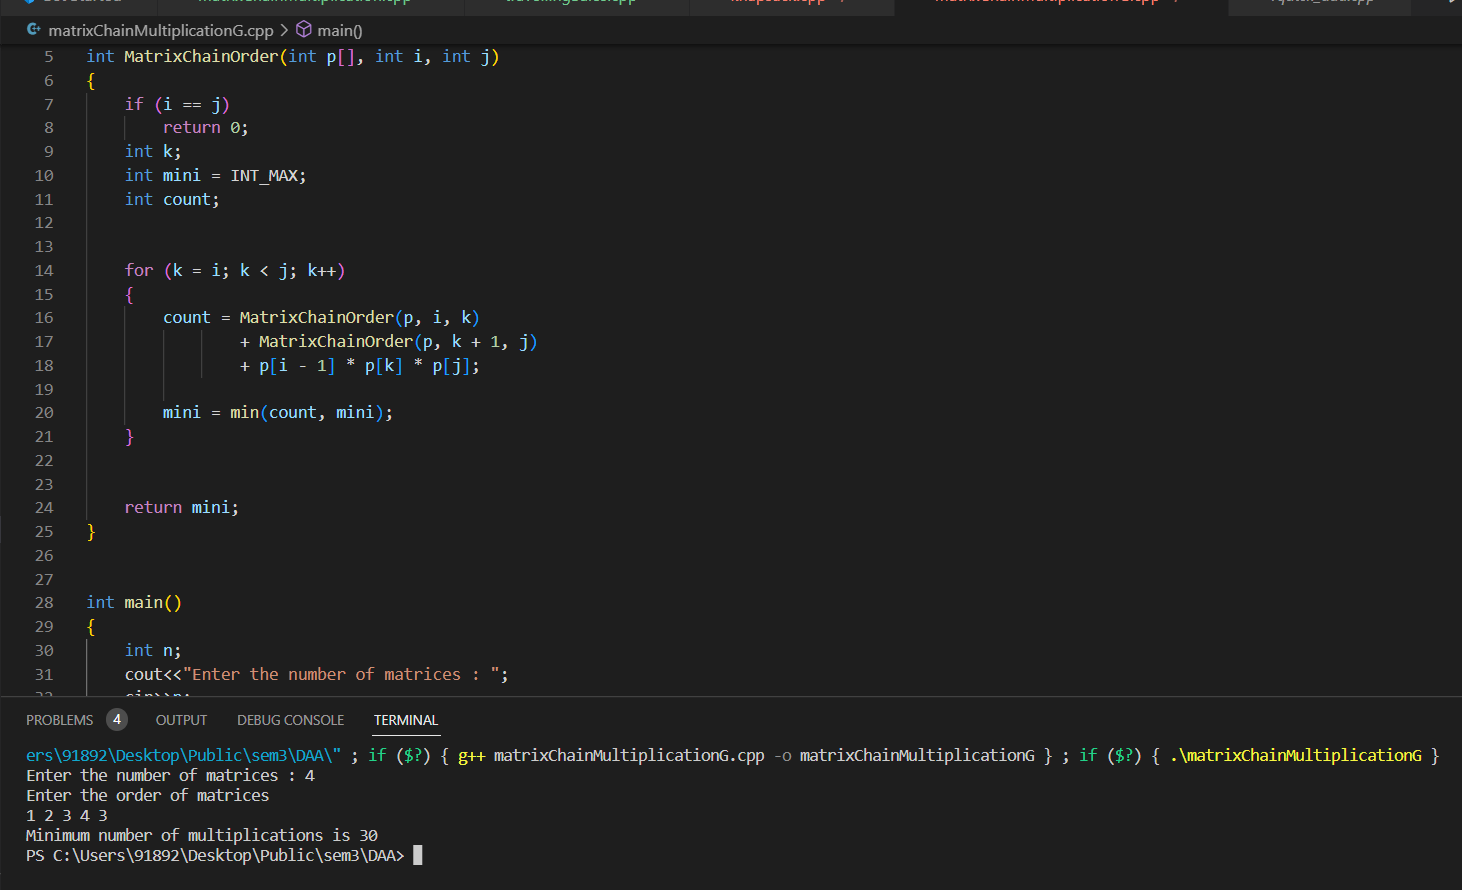 matrixChainMultiplicationG.cpp > main()
5 int MatrixChainOrder(int p[], int i, int j)
6 {
7 if (i == j)
8 return 0;
9 int k;
10 int mini = INT_MAX;
11 int count;
12
13
14 for (k = i; k < j; k++)
15 {
16 count = MatrixChainOrder(p, i, k)
17 + MatrixChainOrder(p, k + 1, j)
18 + p[i - 1] * p[k] * p[j];
19
20 mini = min(count, mini);
21 }
22
23
24 return mini;
25 }
26
27
28 int main()
29 {
30 int n;
31 cout<<"Enter the number of matrices : ";
PROBLEMS 4 OUTPUT DEBUG CONSOLE TERMINAL
ers\91892\Desktop\Public\sem3\DAA\" ; if ($?) { g++ matrixChainMultiplicationG.cpp -o matrixChainMultiplicationG } ; if ($?) { .\matrixChainMultiplicationG }
Enter the number of matrices : 4
Enter the order of matrices
1 2 3 4 3
Minimum number of multiplications is 30
PS C:\Users\91892\Desktop\Public\sem3\DAA>